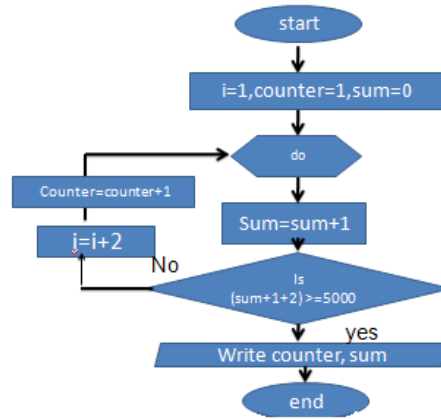 start
i=1,counter=1,sum=0
do
Counter=counter+1
Sum=sum+1
i=i+2
No
Is
(sum+1+2) >=5000
yes
Write counter, sum
end